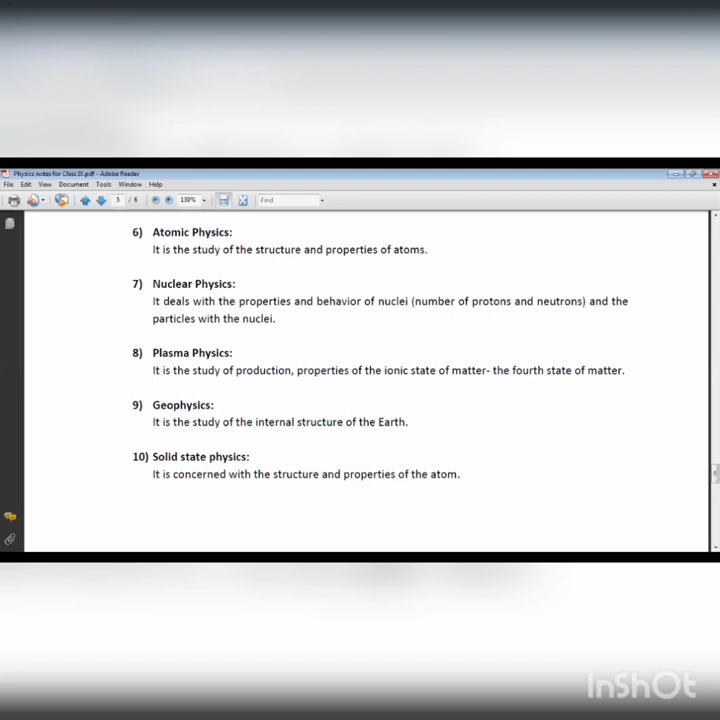 Physics notes for Class IX.pdf - Adobe Reader
File Edit View Document Tools Window Help
5 / 6 139% Find
6) Atomic Physics:
It is the study of the structure and properties of atoms.
7) Nuclear Physics:
It deals with the properties and behavior of nuclei (number of protons and neutrons) and the
particles with the nuclei.
8) Plasma Physics:
It is the study of production, properties of the ionic state of matter- the fourth state of matter.
9) Geophysics:
It is the study of the internal structure of the Earth.
10) Solid state physics:
It is concerned with the structure and properties of the atom.
InShOt